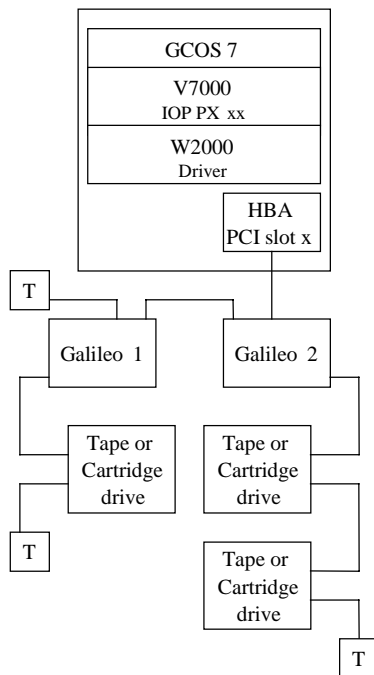 GCOS 7
V7000
IOP PX xx
W2000
Driver
HBA
PCI slot x
T
Galileo 1
Galileo 2
Tape or
Cartridge
drive
Tape or
Cartridge
drive
T
Tape or
Cartridge
drive
T